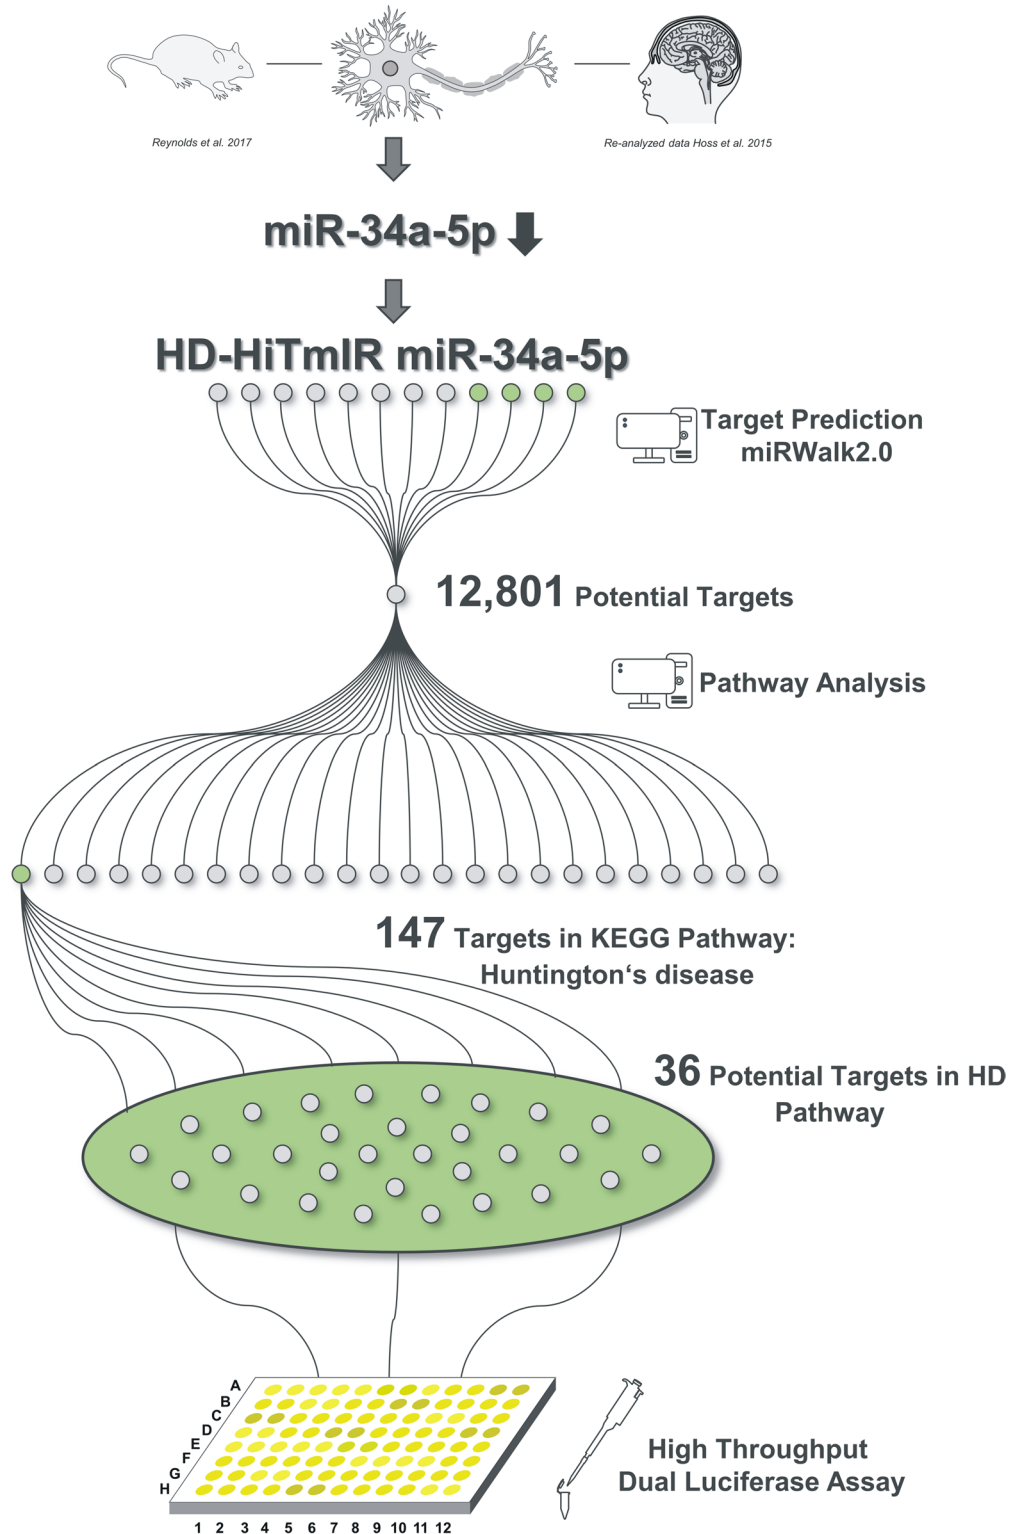 Reynolds et al. 2017
Re-analyzed data Hoss et al. 2015
miR-34a-5p
HD-HiTmIR miR-34a-5p
Target Prediction
miRWalk2.0
12,801 Potential Targets
Pathway Analysis
147 Targets in KEGG Pathway:
Huntington‘s disease
36 Potential Targets in HD
Pathway
A
B
C
D
E
F
G
H
1 2 3 4 5 6 7 8 9 10 11 12
High Throughput
Dual Luciferase Assay